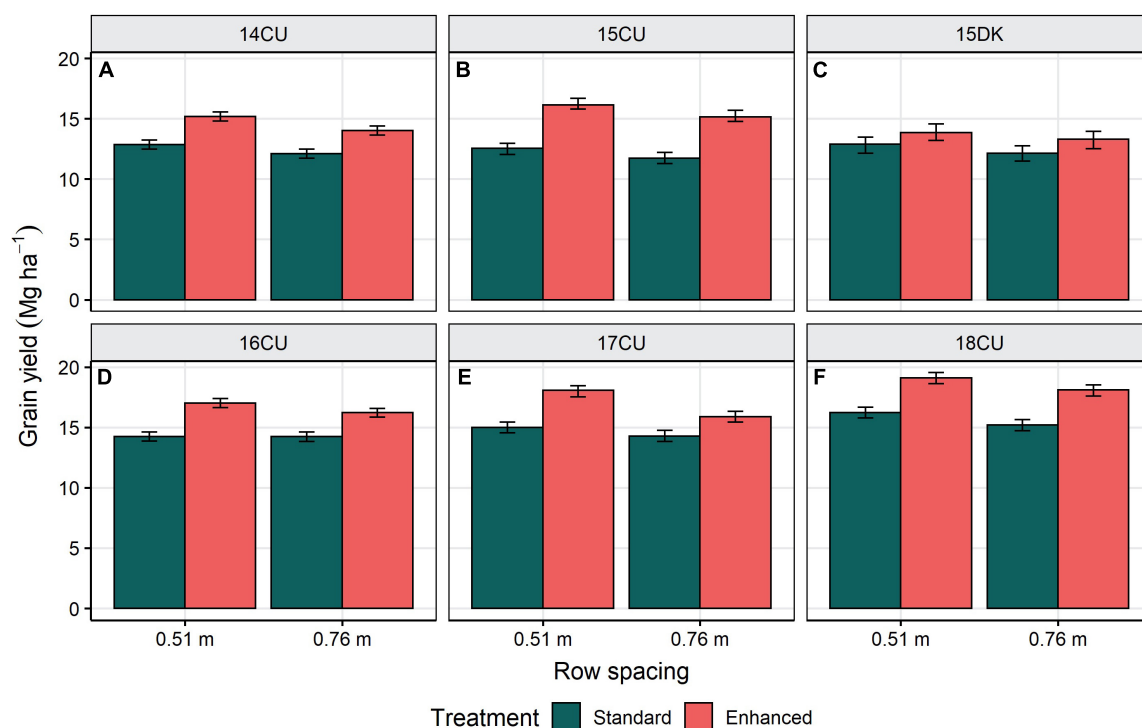 14CU 15CU 15DK
A B C
20
15
10
5
0
Grain yield (Mg ha⁻¹)
16CU 17CU 18CU
D E F
20
15
10
5
0
0.51 m 0.76 m 0.51 m 0.76 m 0.51 m 0.76 m
Row spacing
Treatment Standard Enhanced